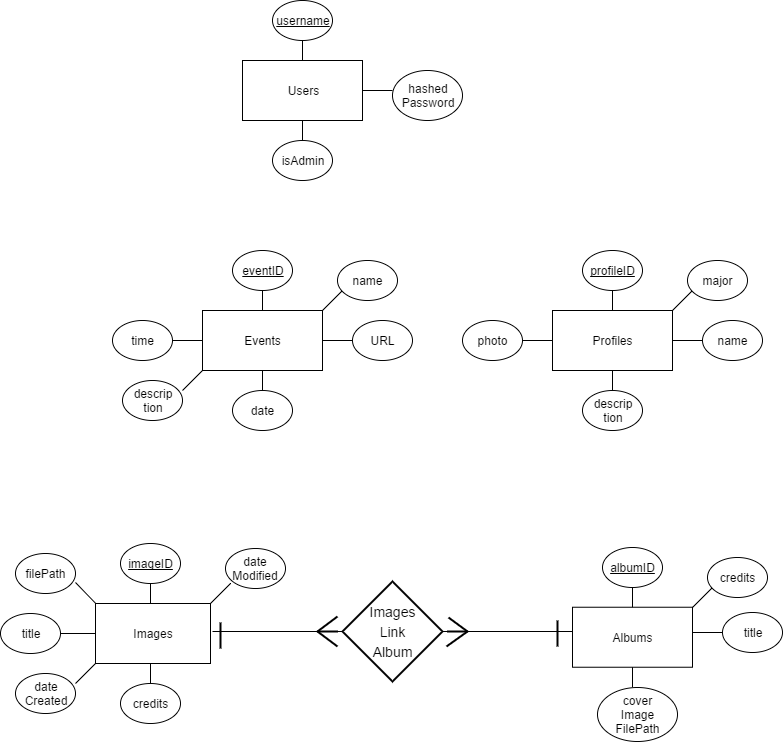 username
Users
hashed
Password
isAdmin
eventID
name
time
Events
URL
descrip
tion
date
profileID
major
photo
Profiles
name
descrip
tion
filePath
imageID
date
Modified
title
Images
date
Created
credits
Images
Link
Album
albumID
credits
Albums
title
cover
Image
FilePath